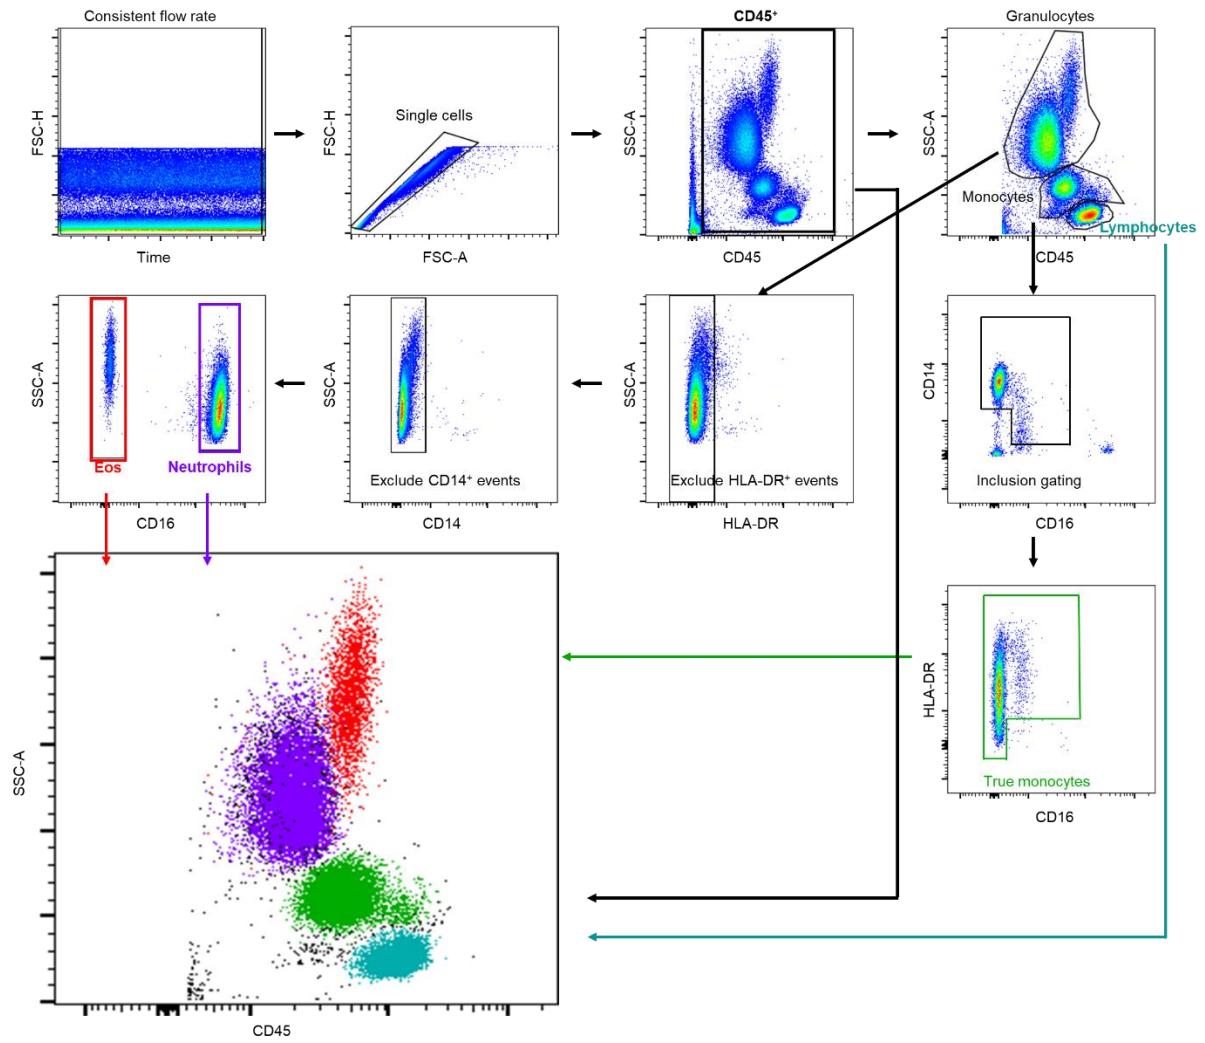 Consistent flow rate
CD45⁺
Granulocytes
FSC-H
FSC-H
Single cells
SSC-A
SSC-A
Monocytes
Lymphocytes
Time
FSC-A
CD45
CD45
SSC-A
Eos
Neutrophils
SSC-A
Exclude CD14⁺ events
SSC-A
Exclude HLA-DR⁺ events
CD14
Inclusion gating
CD16
CD14
HLA-DR
CD16
SSC-A
HLA-DR
True monocytes
CD16
CD45